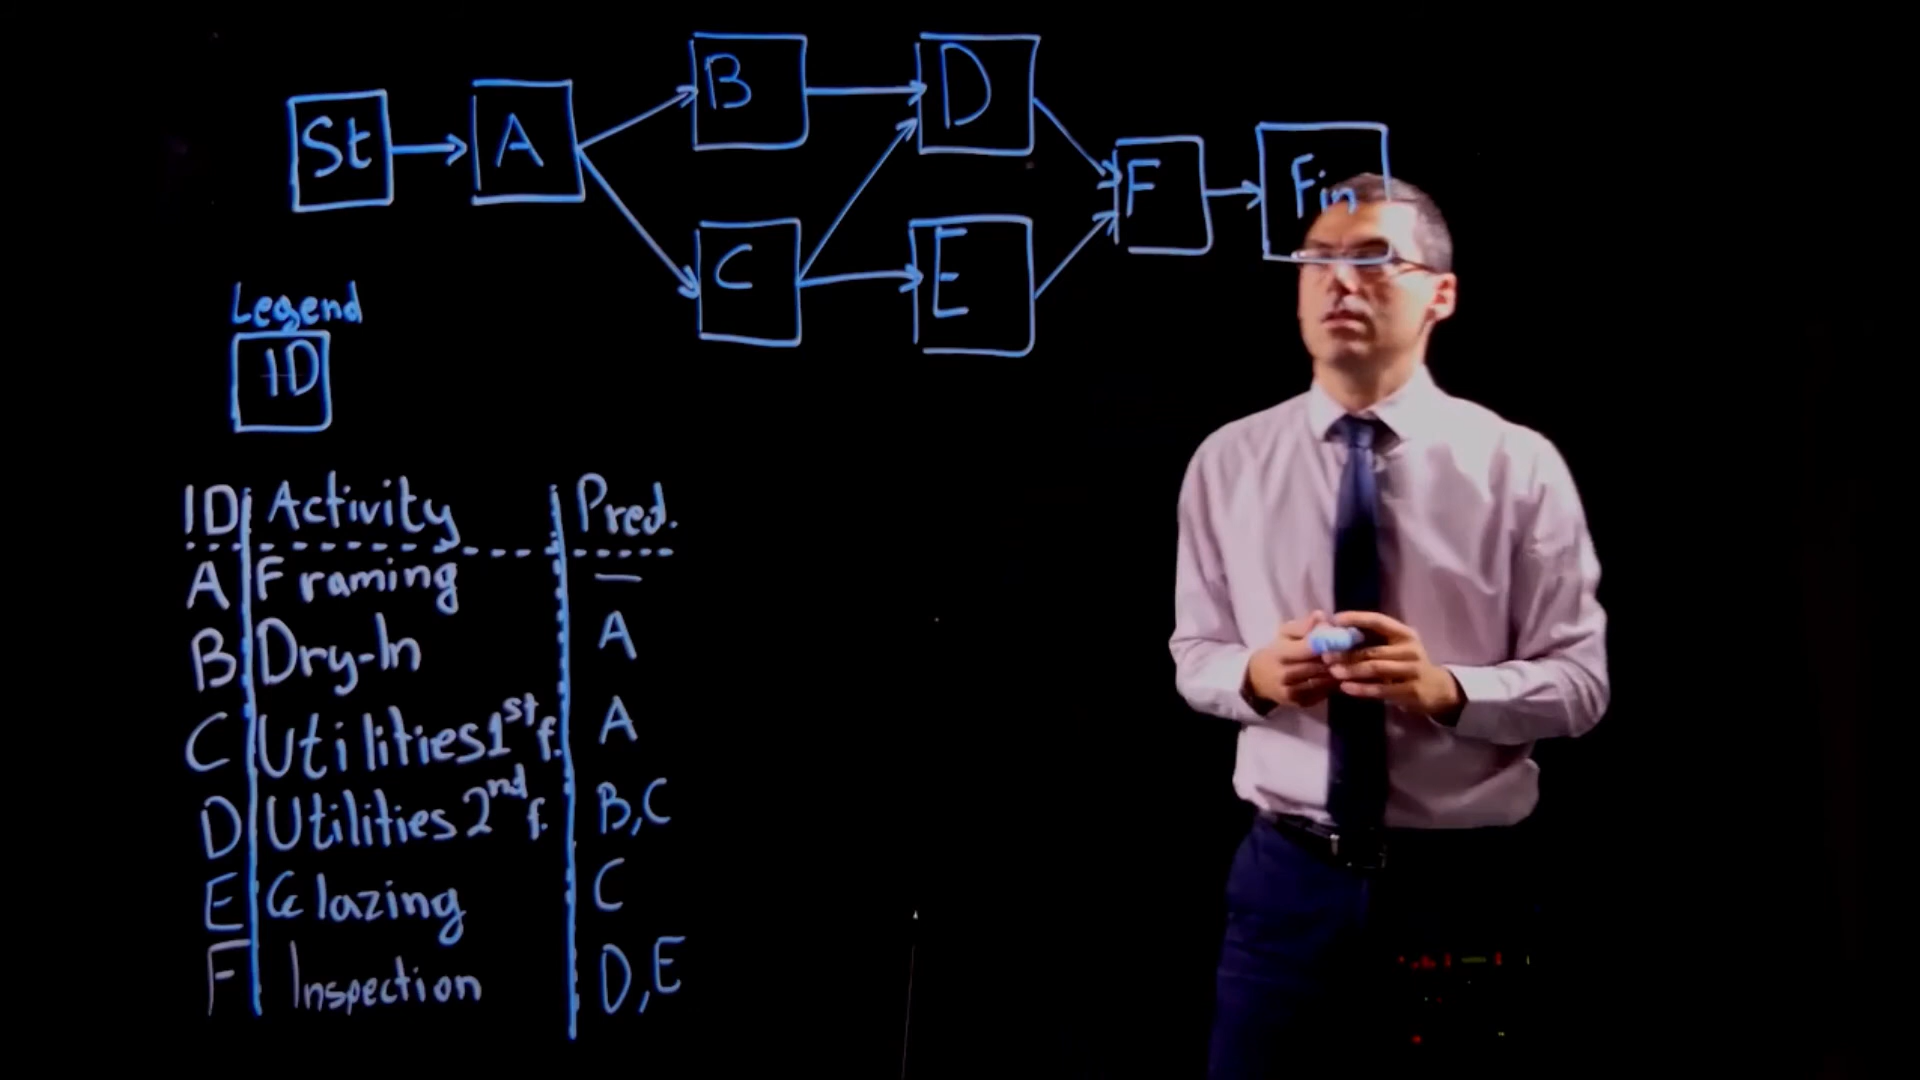 B D
St A F Fin
C E
Legend
ID
ID Activity Pred.
A Framing —
B Dry-In A
C Utilities 1st f. A
D Utilities 2nd f. B,C
E Glazing C
F Inspection D,E